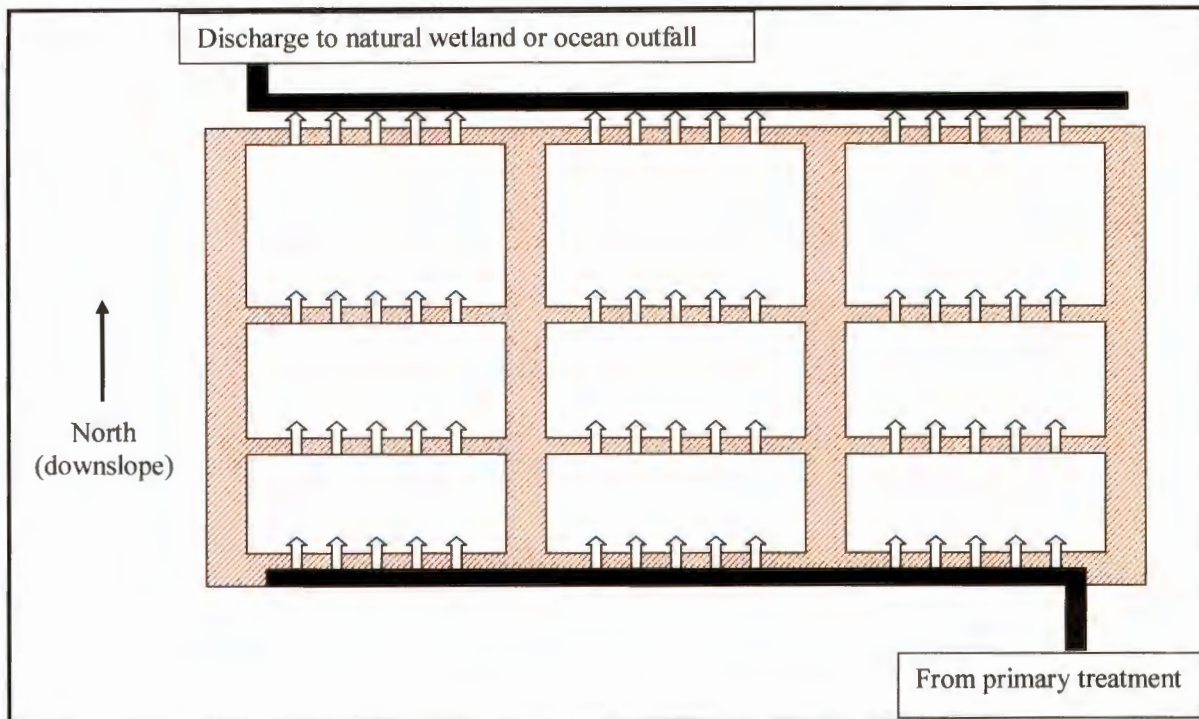 Discharge to natural wetland or ocean outfall
North
(downslope)
From primary treatment